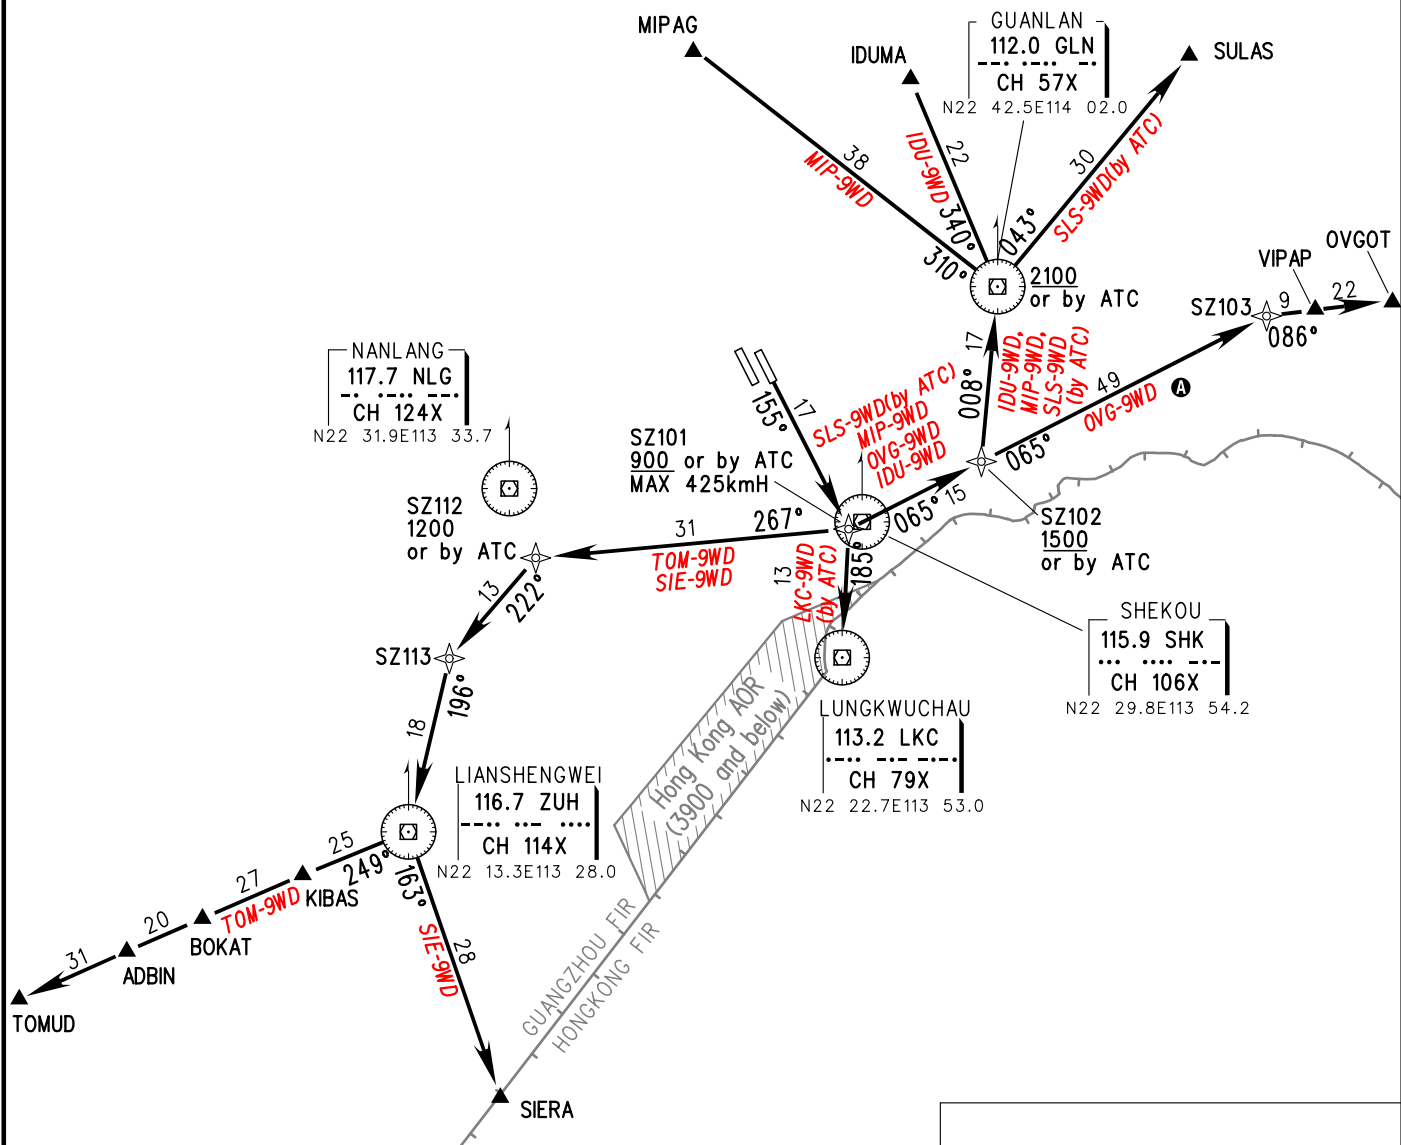 MIPAG
IDUMA
GUANLAN
112.0 GLN
CH 57X
N22 42.5E114 02.0
SULAS
38
MIP-9WD
310°
22
IDU-9WD
340°
30
SLS-9WD(by ATC)
043°
2100
or by ATC
OVGOT
VIPAP
SZ103
9
22
086°
NANLANG
117.7 NLG
CH 124X
N22 31.9E113 33.7
17
155°
SLS-9WD(by ATC)
MIP-9WD
OVG-9WD
IDU-9WD
17
008°
IDU-9WD,
MIP-9WD,
SLS-9WD
(by ATC)
49
OVG-9WD
A
065°
SZ101
900 or by ATC
MAX 425kmH
SZ112
1200
or by ATC
31
267°
TOM-9WD
SIE-9WD
065°
15
SZ102
1500
or by ATC
13
LKC-9WD
(by ATC)
185°
13
222°
SZ113
196°
18
SHEKOU
115.9 SHK
CH 106X
N22 29.8E113 54.2
LUNGKWUCHAU
113.2 LKC
CH 79X
N22 22.7E113 53.0
Hong Kong AOR
(3900 and below)
LIANSHENGWEI
116.7 ZUH
CH 114X
N22 13.3E113 28.0
25
249°
KIBAS
163°
27
TOM-9WD
BOKAT
20
ADBIN
31
TOMUD
28
SIE-9WD
SIERA
GUANGZHOU FIR
HONGKONG FIR